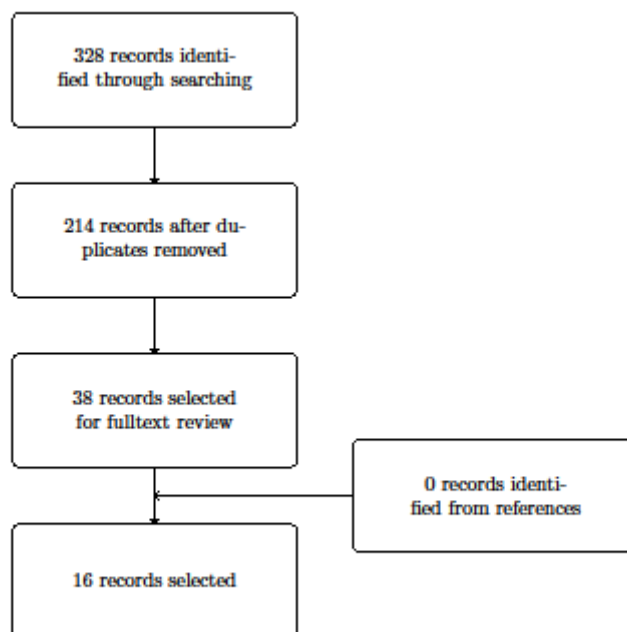 328 records identi-
fied through searching
214 records after du-
plicates removed
38 records selected
for fulltext review
0 records identi-
fied from references
16 records selected